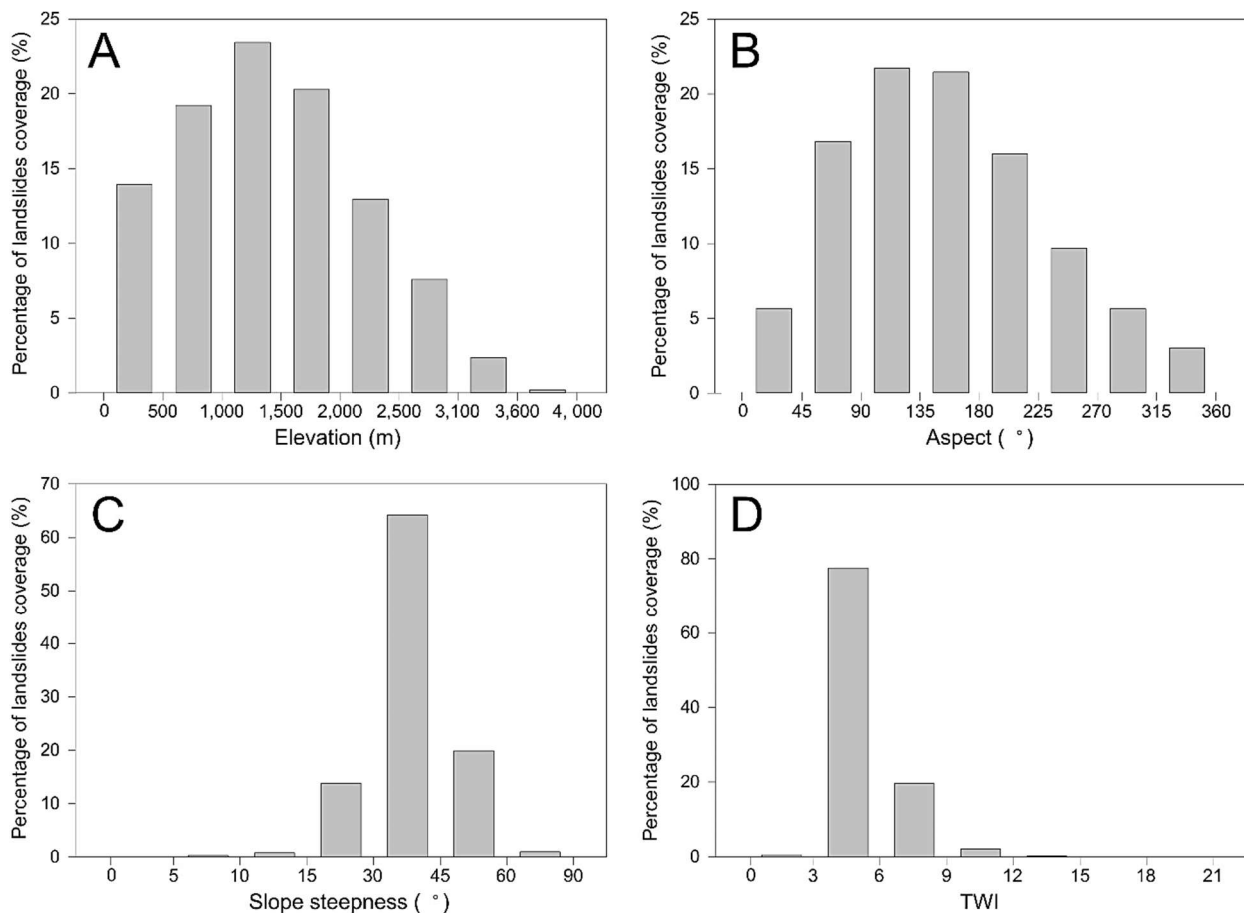 A
Percentage of landslides coverage (%)
25
20
15
10
5
0
0 500 1,000 1,500 2,000 2,500 3,100 3,600 4, 000
Elevation (m)
B
Percentage of landslides coverage (%)
25
20
15
10
5
0
0 45 90 135 180 225 270 315 360
Aspect ( °)
C
Percentage of landslides coverage (%)
70
60
50
40
30
20
10
0
0 5 10 15 30 45 60 90
Slope steepness ( °)
D
Percentage of landslides coverage (%)
100
80
60
40
20
0
0 3 6 9 12 15 18 21
TWI